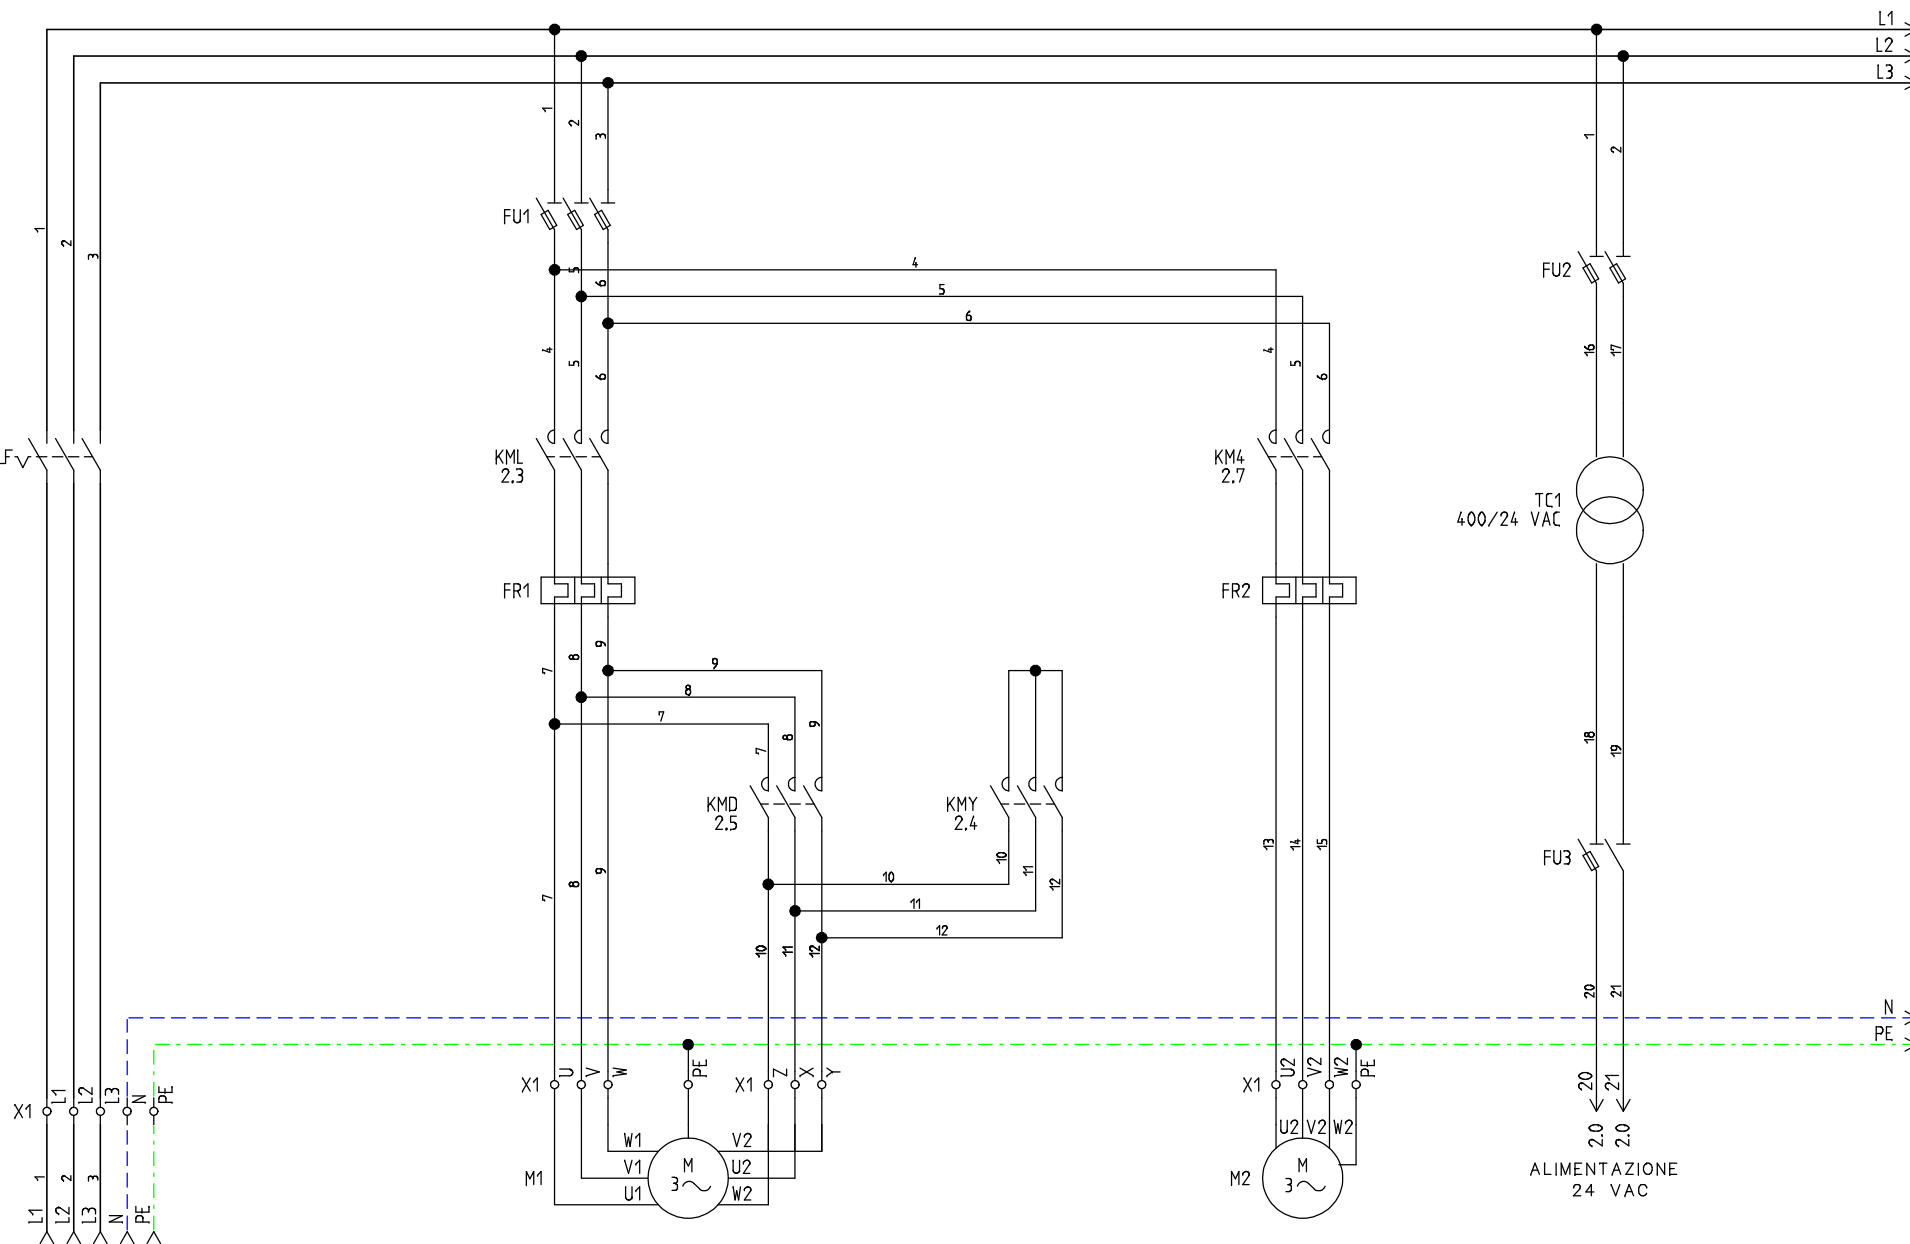 L1
L2
L3
1
2
3
1
2
1
2
3
FU1
4
5
6
5
6
FU2
4
5
6
4
5
6
16
17
KML
2.3
KM4
2.7
TC1
400/24 VAC
FR1
FR2
7
8
9
9
8
7
7
8
9
18
19
KMD
2.5
KMY
2.4
7
8
9
10
11
12
10
11
12
10
11
12
13
14
15
FU3
20
21
N
PE
X1
L1
L2
L3
N
PE
X1
U
V
W
PE
X1
Z
X
Y
X1
U2
V2
W2
PE
20
21
2.0
2.0
1
2
3
L1
L2
L3
N
PE
M1
W1
V1
U1
M
3
V2
U2
W2
M2
U2
V2
W2
M
3
ALIMENTAZIONE
24 VAC